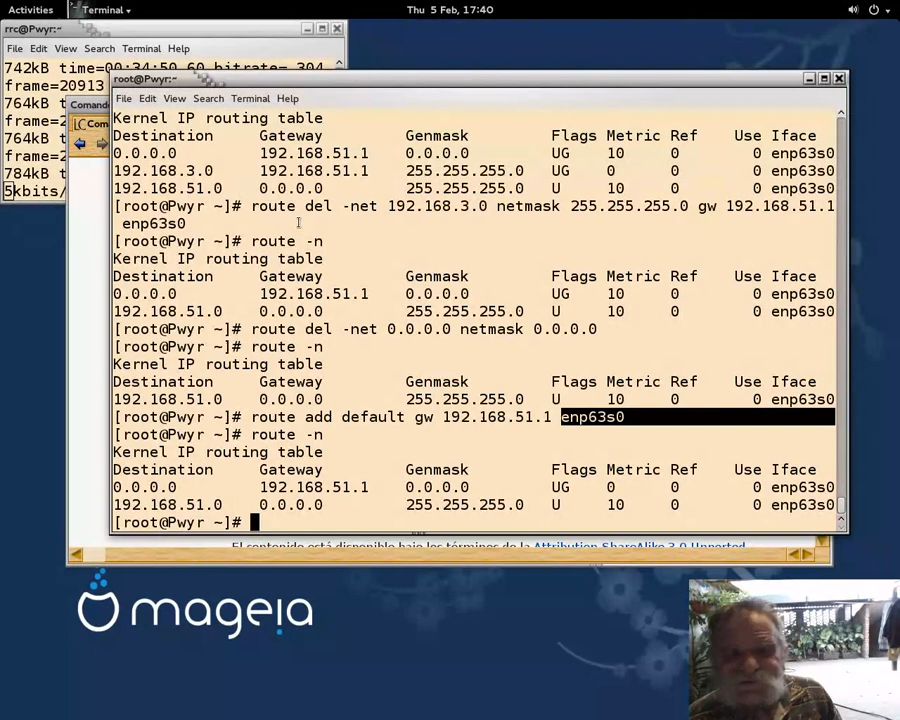 Activities
Terminal
Thu 5 Feb, 17:40
rrc@Pwyr:~
File Edit View Search Terminal Help
742kB time=00:34:50.60 bitrate= 304
frame=20913
764kB t
frame=2
764kB t
frame=2
784kB t
5kbits/
Comand
Com
root@Pwyr:~
File Edit View Search Terminal Help
Kernel IP routing table
Destination Gateway Genmask Flags Metric Ref Use Iface
0.0.0.0 192.168.51.1 0.0.0.0 UG 10 0 0 enp63s0
192.168.3.0 192.168.51.1 255.255.255.0 UG 0 0 0 enp63s0
192.168.51.0 0.0.0.0 255.255.255.0 U 10 0 0 enp63s0
[root@Pwyr ~]# route del -net 192.168.3.0 netmask 255.255.255.0 gw 192.168.51.1
enp63s0
[root@Pwyr ~]# route -n
Kernel IP routing table
Destination Gateway Genmask Flags Metric Ref Use Iface
0.0.0.0 192.168.51.1 0.0.0.0 UG 10 0 0 enp63s0
192.168.51.0 0.0.0.0 255.255.255.0 U 10 0 0 enp63s0
[root@Pwyr ~]# route del -net 0.0.0.0 netmask 0.0.0.0
[root@Pwyr ~]# route -n
Kernel IP routing table
Destination Gateway Genmask Flags Metric Ref Use Iface
192.168.51.0 0.0.0.0 255.255.255.0 U 10 0 0 enp63s0
[root@Pwyr ~]# route add default gw 192.168.51.1 enp63s0
[root@Pwyr ~]# route -n
Kernel IP routing table
Destination Gateway Genmask Flags Metric Ref Use Iface
0.0.0.0 192.168.51.1 0.0.0.0 UG 0 0 0 enp63s0
192.168.51.0 0.0.0.0 255.255.255.0 U 10 0 0 enp63s0
[root@Pwyr ~]#
El contenido está disponible bajo los términos de la Attribution-ShareAlike 3.0 Unported
mageia